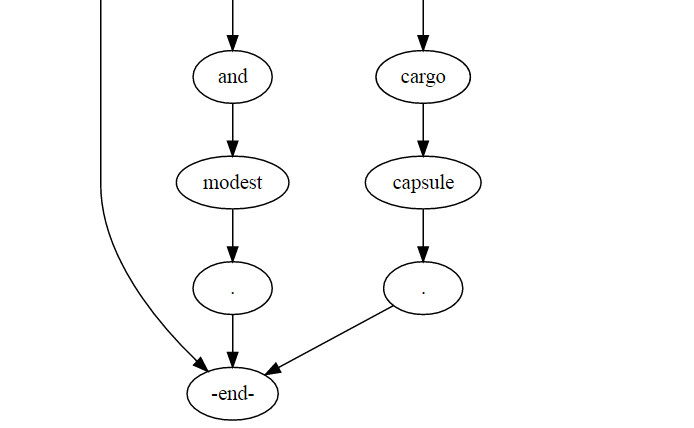 and
cargo
modest
capsule
.
.
-end-